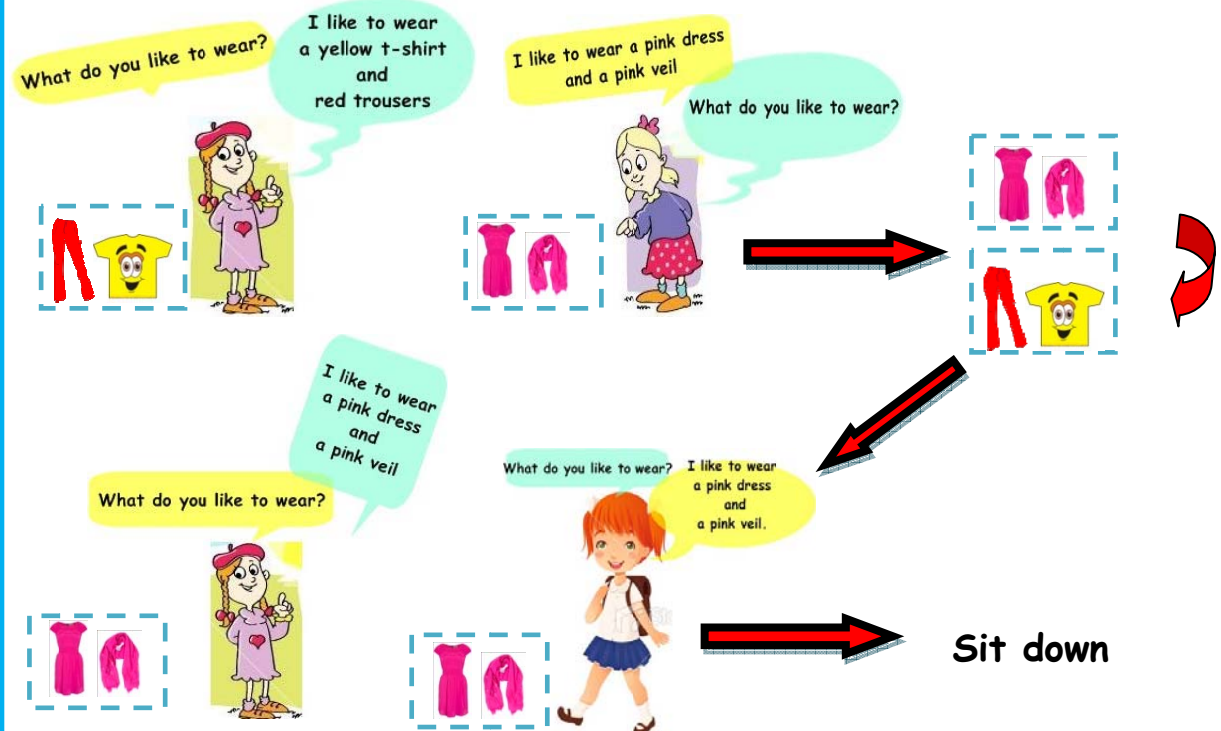 What do you like to wear?
I like to wear
a yellow t-shirt
and
red trousers
I like to wear a pink dress
and a pink veil
What do you like to wear?
What do you like to wear?
I like to wear
a pink dress
and
a pink veil
What do you like to wear?
I like to wear
a pink dress
and
a pink veil.
Sit down